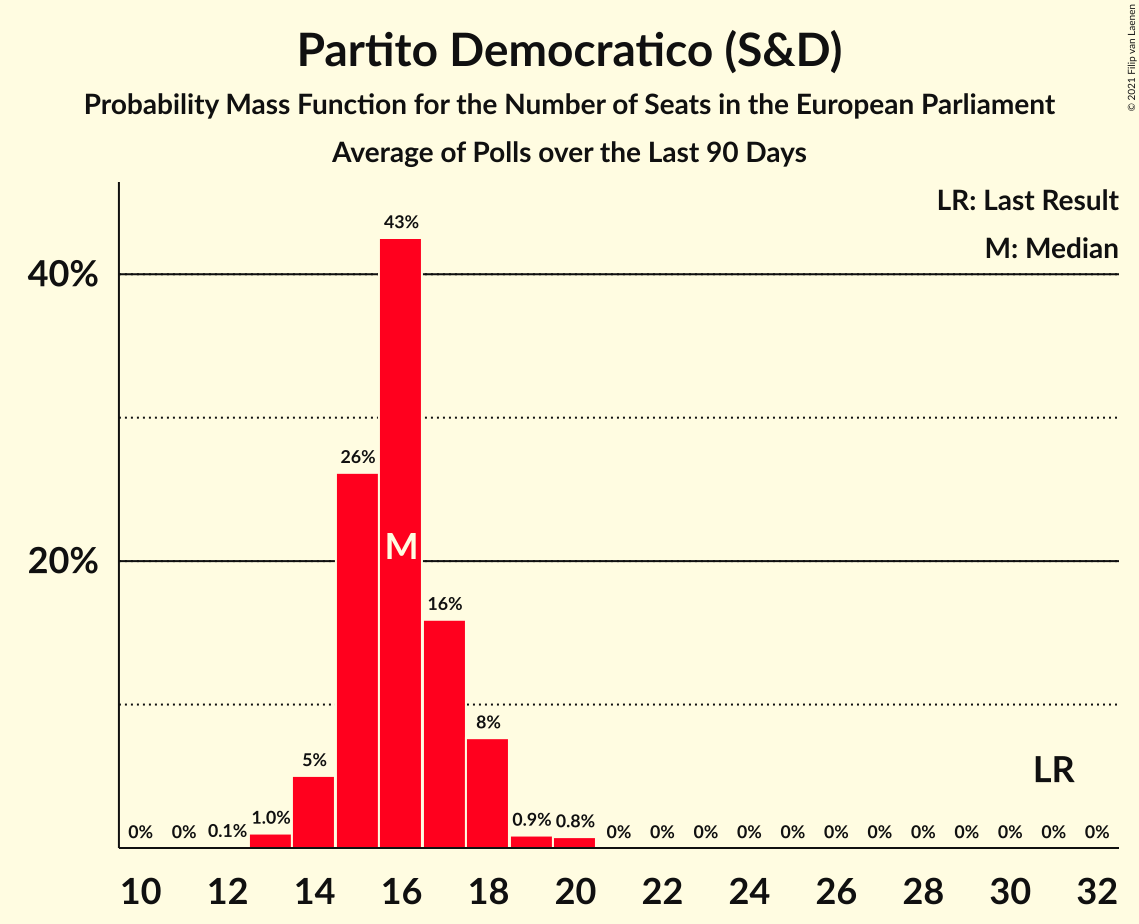 Partito Democratico (S&D)
Probability Mass Function for the Number of Seats in the European Parliament
Average of Polls over the Last 90 Days
© 2021 Filip van Laenen
LR: Last Result
M: Median
43%
40%
26%
M
20%
16%
8%
5%
LR
0% 0% 0.1% 1.0% 0.9% 0.8% 0% 0% 0% 0% 0% 0% 0% 0% 0% 0% 0% 0%
10 12 14 16 18 20 22 24 26 28 30 32